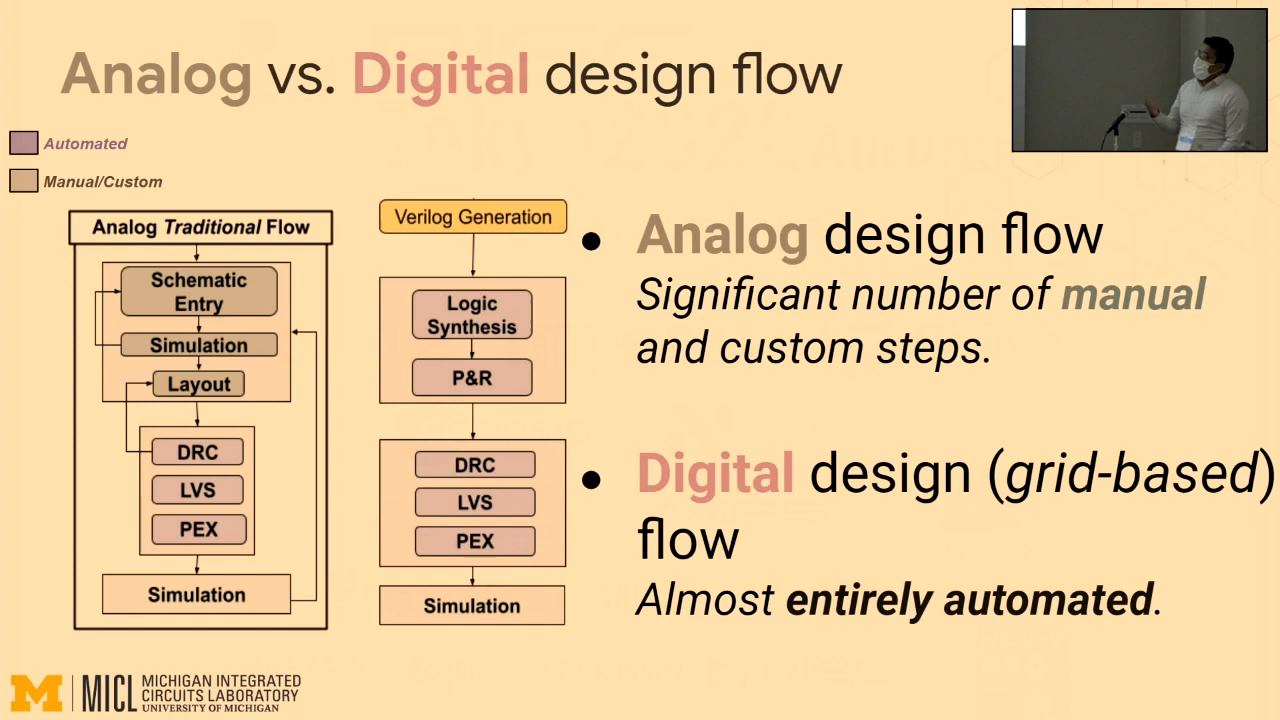 Analog vs. Digital design flow
Automated
Manual/Custom
Analog Traditional Flow
Schematic
Entry
Simulation
Layout
DRC
LVS
PEX
Simulation
Verilog Generation
Logic
Synthesis
P&R
DRC
LVS
PEX
Simulation
● Analog design flow
Significant number of manual
and custom steps.
● Digital design (grid-based)
flow
Almost entirely automated.
M | MICL MICHIGAN INTEGRATED
CIRCUITS LABORATORY
UNIVERSITY OF MICHIGAN